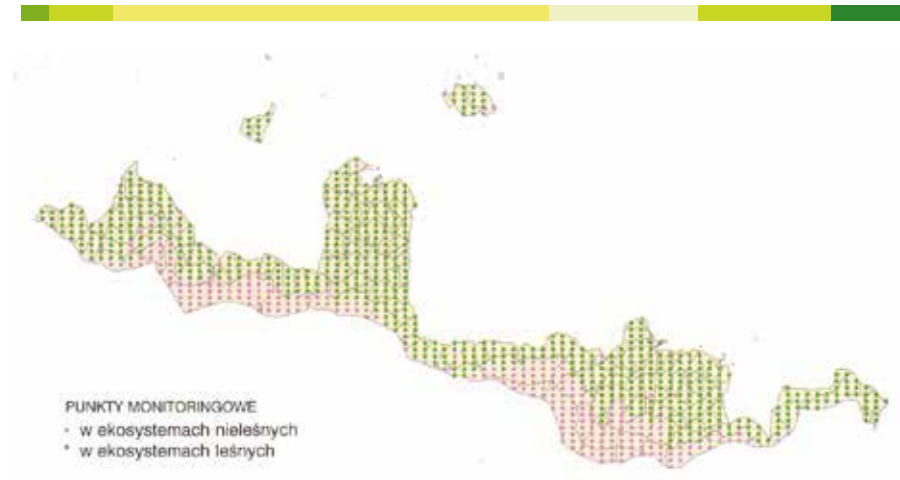 PUNKTY MONITORINGOWE
w ekosystemach nieleśnych
w ekosystemach leśnych